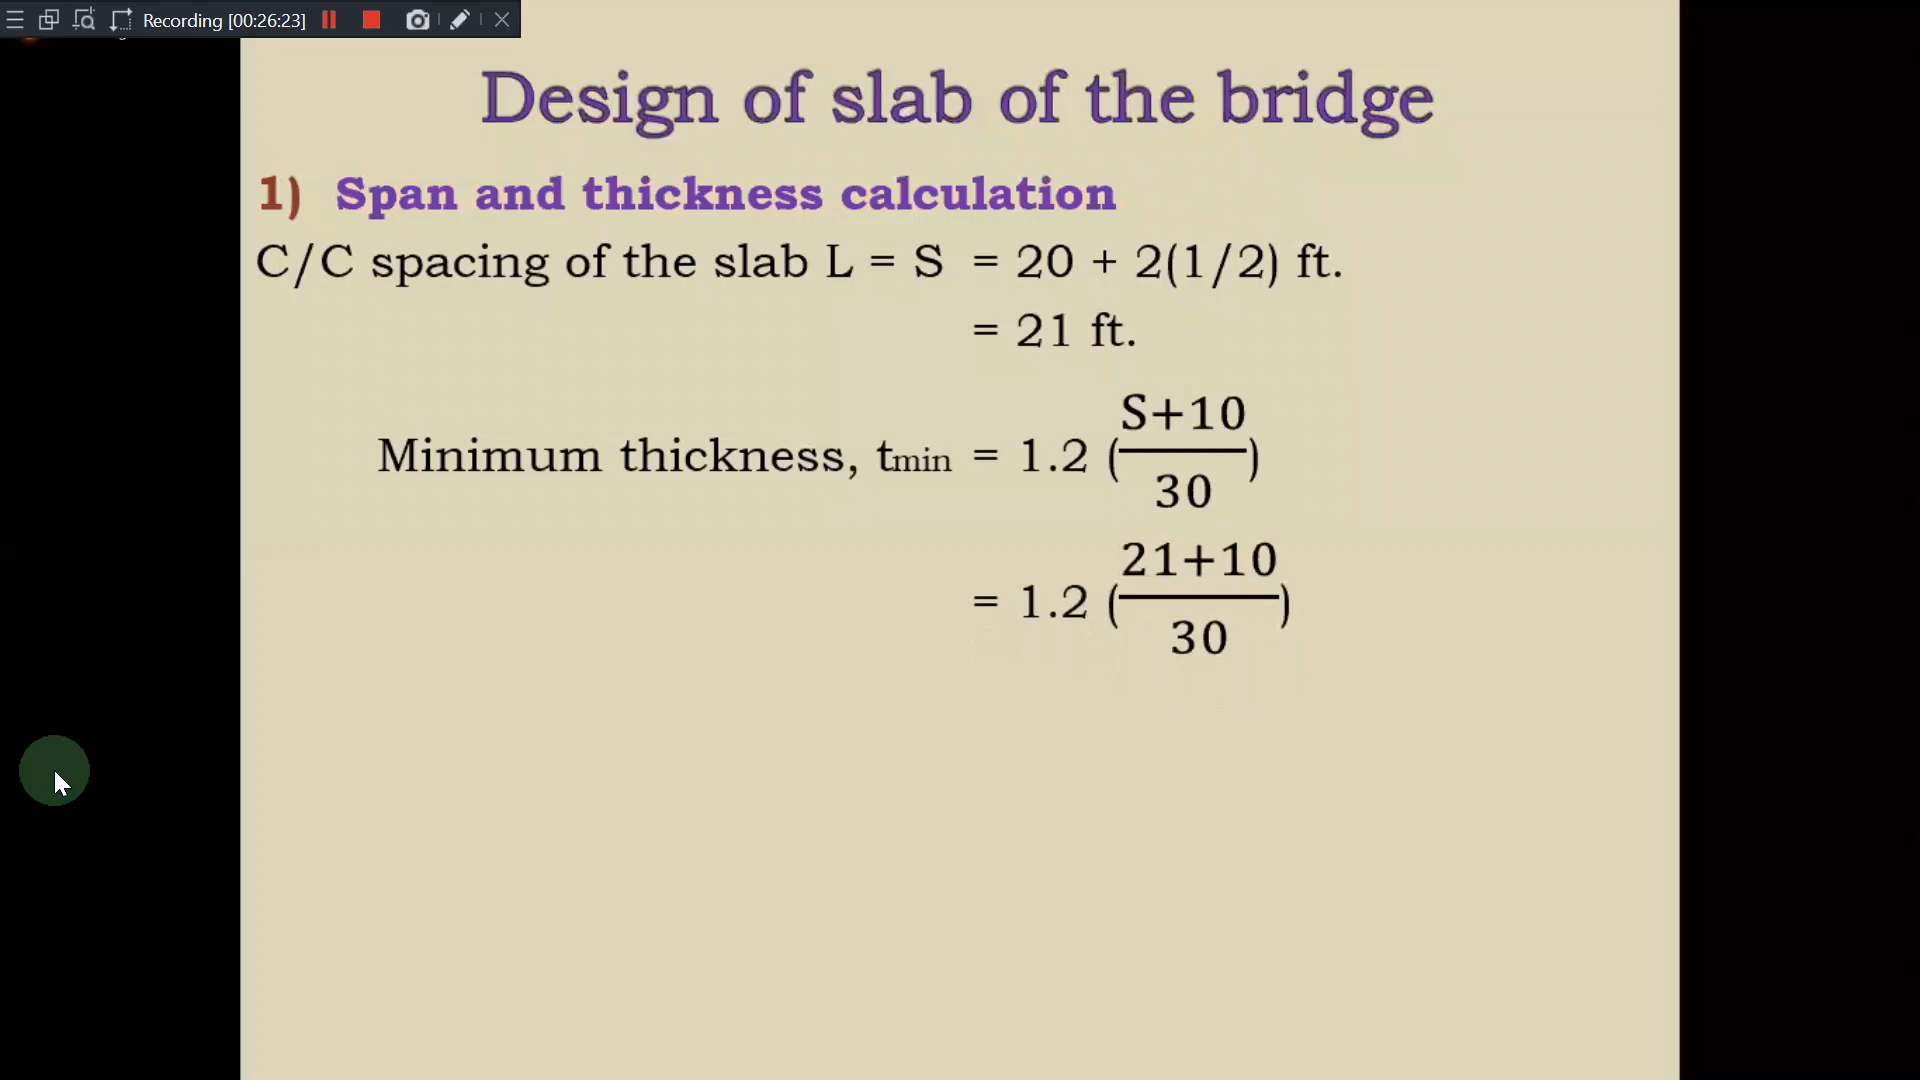 Recording [00:26:23]
Design of slab of the bridge
1) Span and thickness calculation
C/C spacing of the slab L = S = 20 + 2(1/2) ft.
= 21 ft.
Minimum thickness, tmin = 1.2 (S+10/30)
= 1.2 (21+10/30)